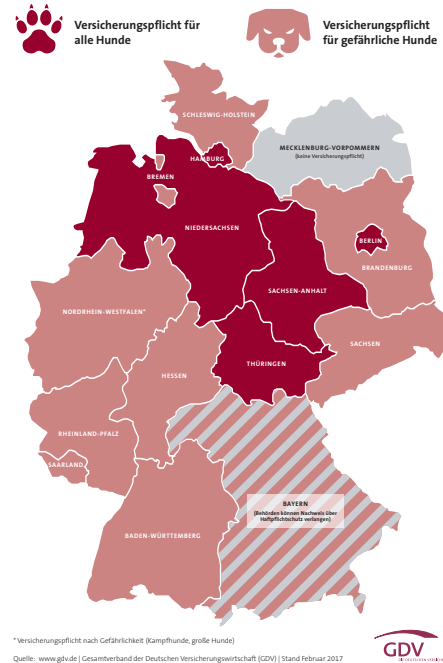 Versicherungspflicht für
alle Hunde
Versicherungspflicht
für gefährliche Hunde
SCHLESWIG-HOLSTEIN
MECKLENBURG-VORPOMMERN
(keine Versicherungspflicht)
HAMBURG
BREMEN
NIEDERSACHSEN
BERLIN
BRANDENBURG
SACHSEN-ANHALT
NORDRHEIN-WESTFALEN*
SACHSEN
THÜRINGEN
HESSEN
RHEINLAND-PFALZ
SAARLAND
BAYERN
(Behörden können Nachweis über
Haftpflichtschutz verlangen)
BADEN-WÜRTTEMBERG
* Versicherungspflicht nach Gefährlichkeit (Kampfhunde, große Hunde)
Quelle: www.gdv.de | Gesamtverband der Deutschen Versicherungswirtschaft (GDV) | Stand Februar 2017
GDV
DIE DEUTSCHEN VERSICHERER